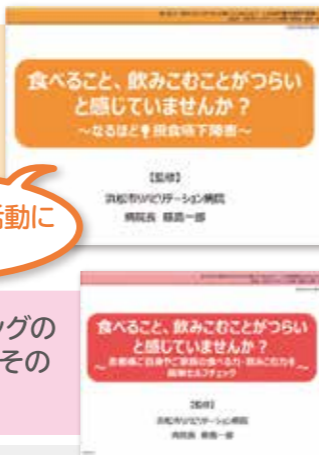 食べること、飲みこむことがつらい
と感じていませんか？
～なるほど！摂食嚥下障害～
【監修】
浜松市リハビリテーション病院
病院長 藤島一郎
動に
ングの
その
食べること、飲みこむことがつらい
と感じていませんか？
【監修】
浜松市リハビリテーション病院
病院長 藤島一郎